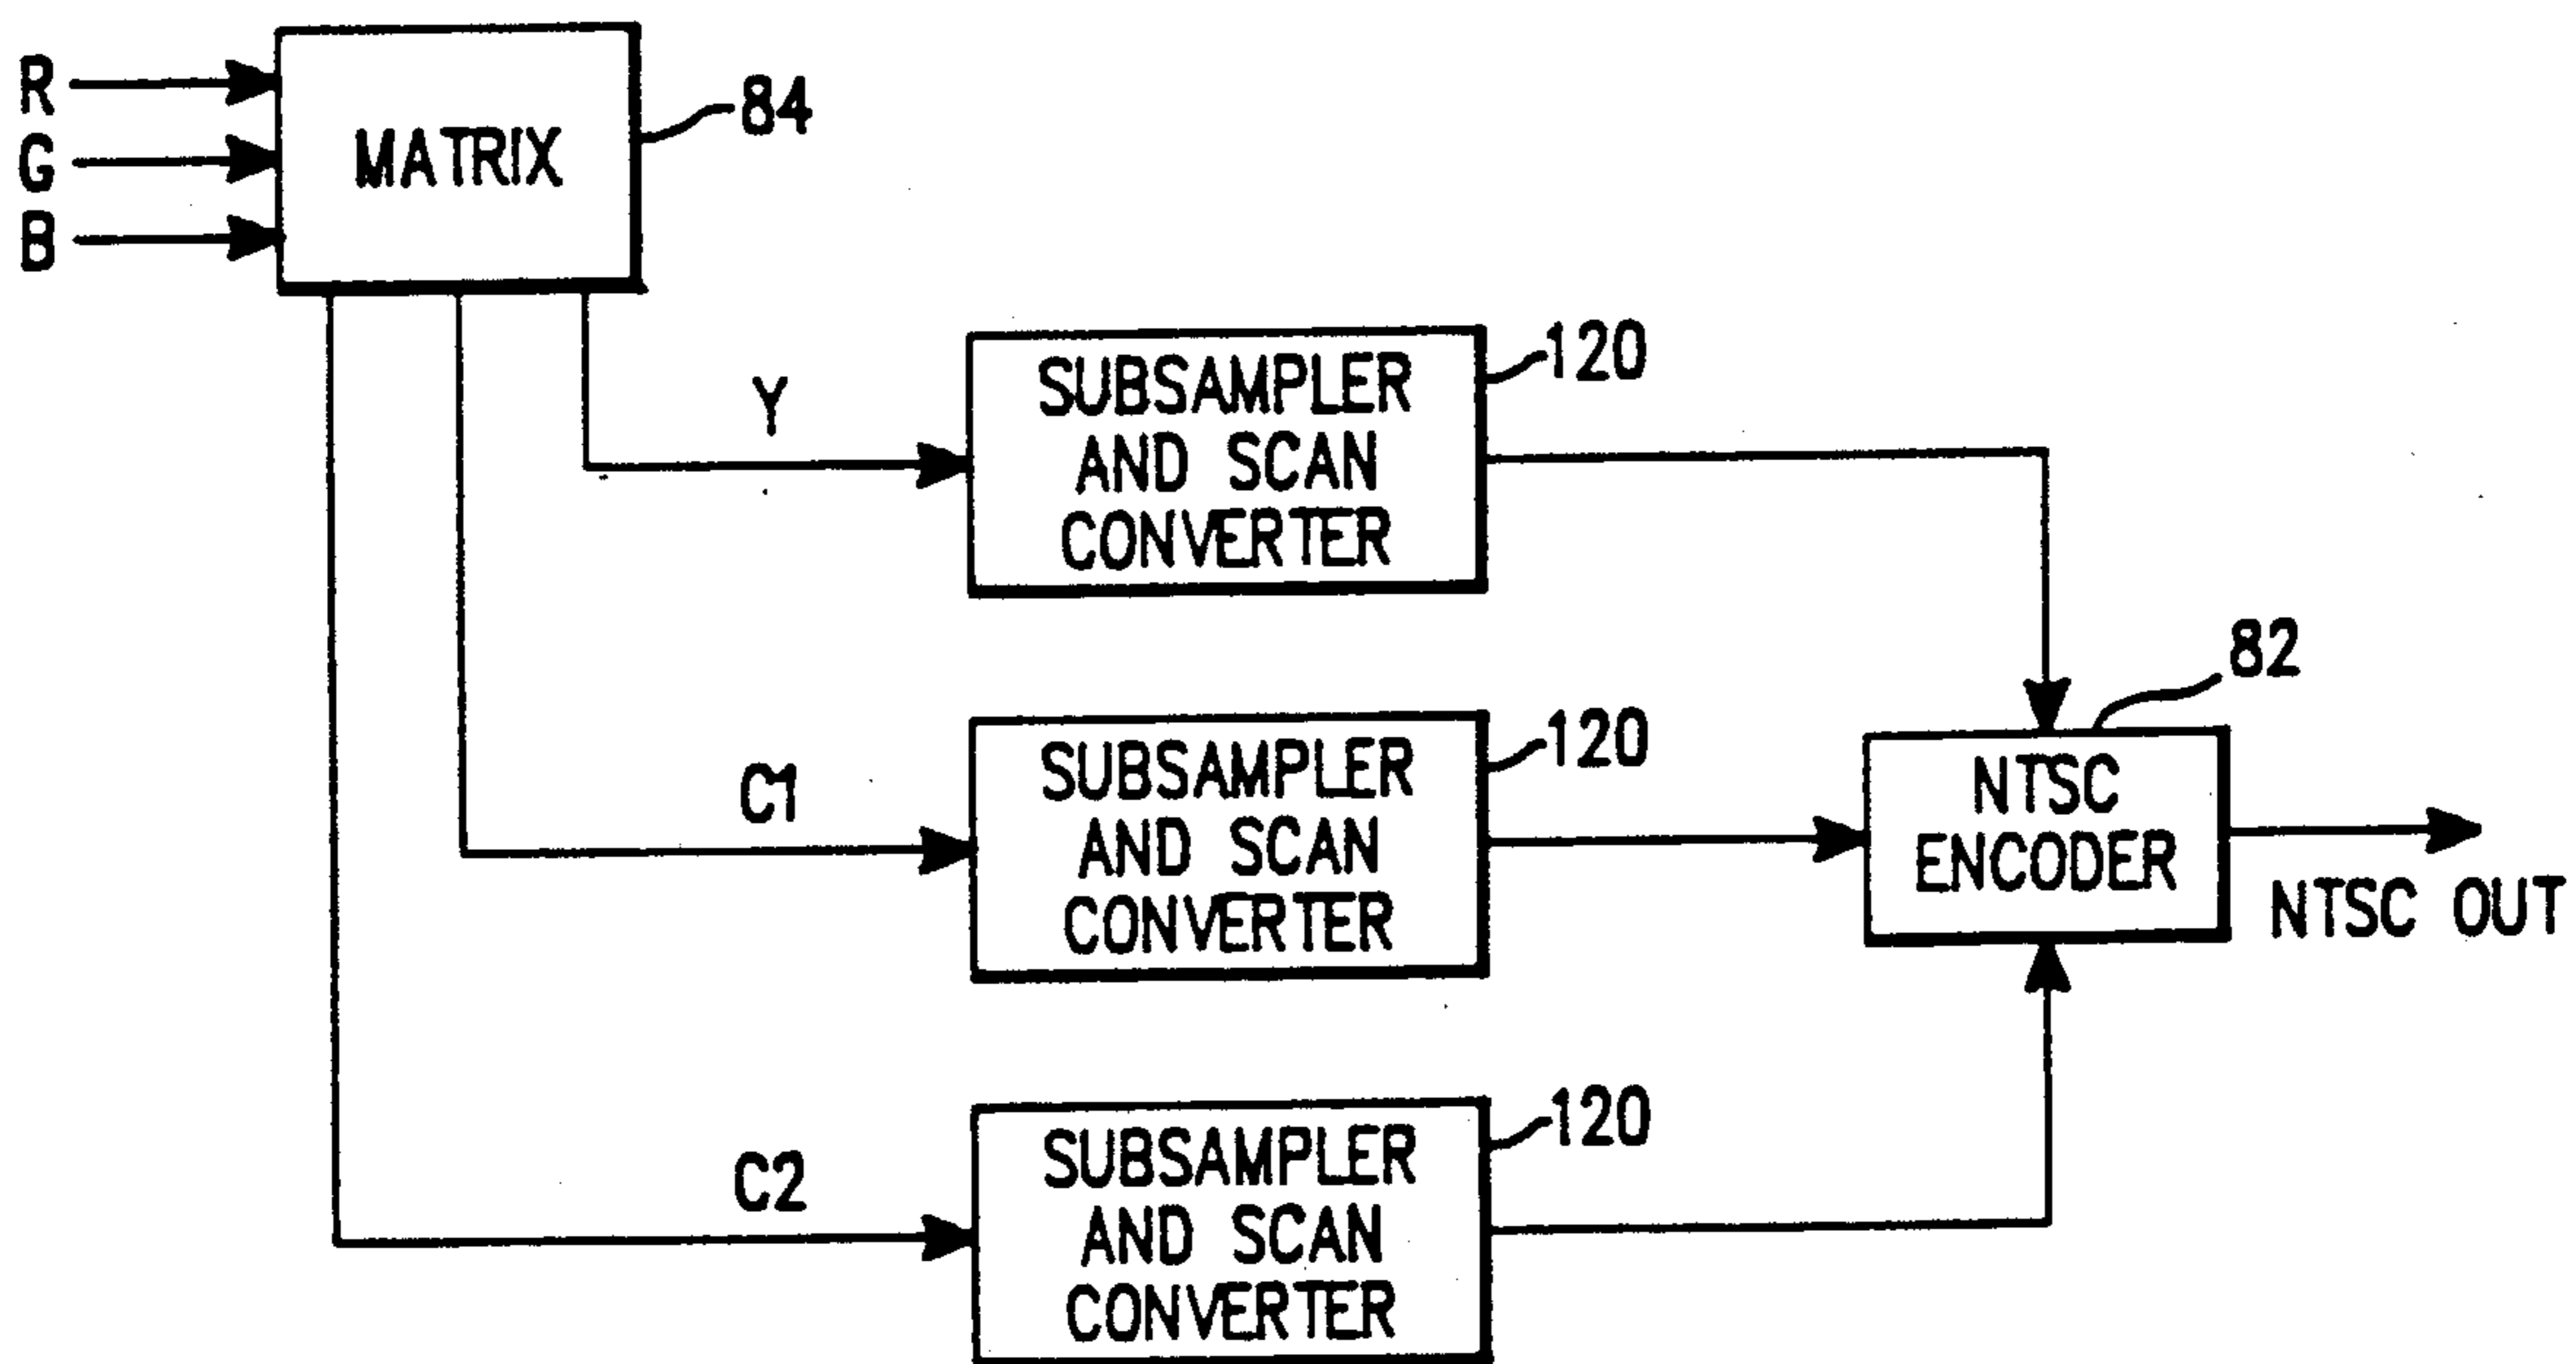 R
G
B
MATRIX
84
Y
SUBSAMPLER
AND SCAN
CONVERTER
120
C1
SUBSAMPLER
AND SCAN
CONVERTER
120
C2
SUBSAMPLER
AND SCAN
CONVERTER
120
82
NTSC
ENCODER
NTSC OUT